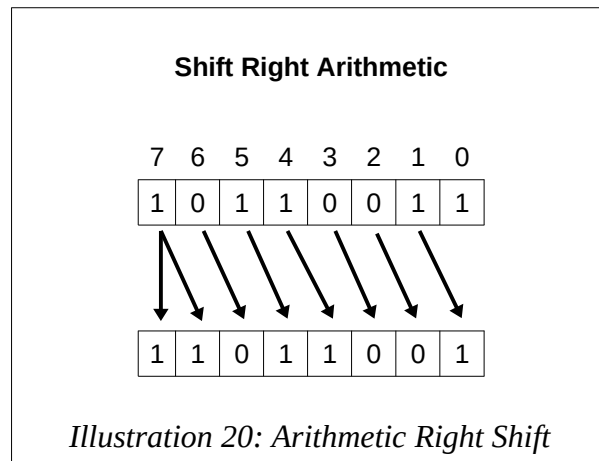 Shift Right Arithmetic
7 6 5 4 3 2 1 0
1 0 1 1 0 0 1 1
1 1 0 1 1 0 0 1
Illustration 20: Arithmetic Right Shift